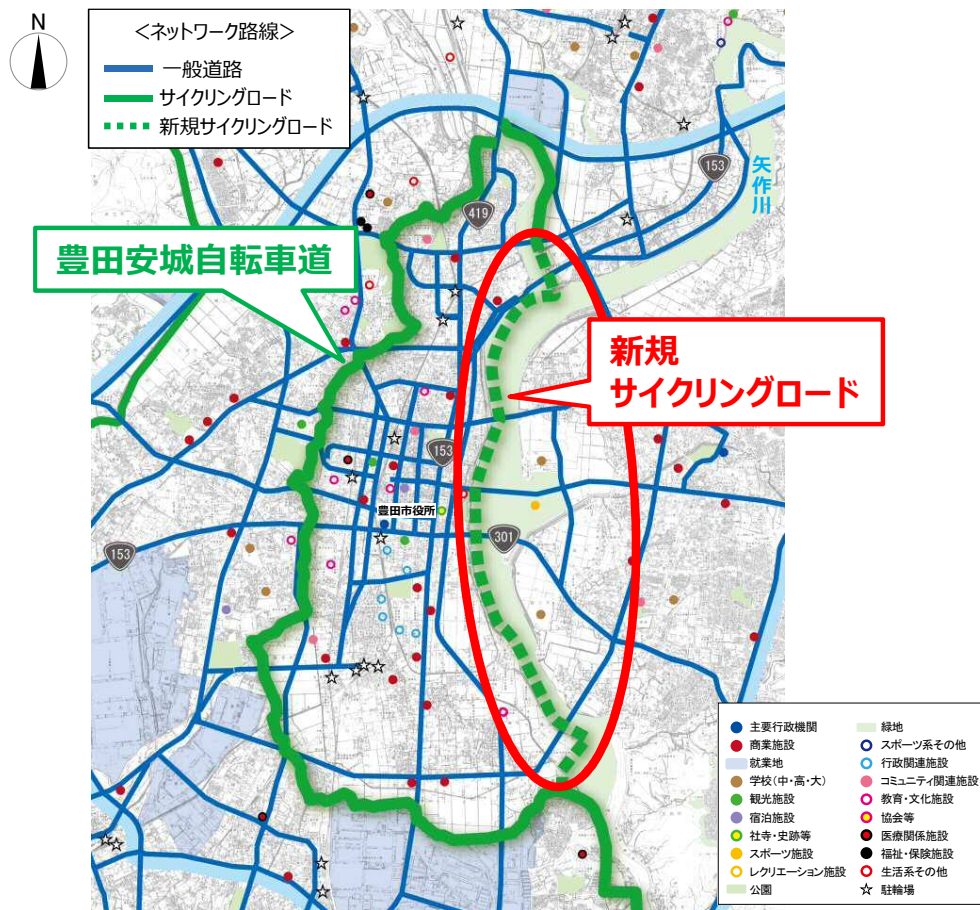 N
<ネットワーク路線>
一般道路
サイクリングロード
新規サイクリングロード
153
矢作川
419
豊田安城自転車道
新規
サイクリングロード
153
豊田市役所
301
153
主要行政機関
商業施設
就業地
学校(中・高・大)
観光施設
宿泊施設
社寺・史跡等
スポーツ施設
レクリエーション施設
公園
緑地
スポーツ系その他
行政関連施設
コミュニティ関連施設
教育・文化施設
協会等
医療関係施設
福祉・保険施設
生活系その他
駐輪場